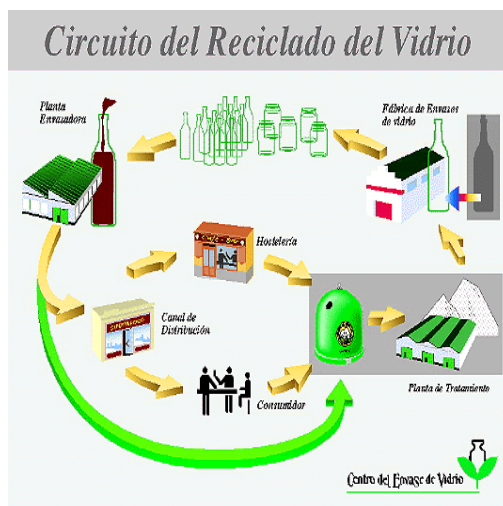 Circuito del Reciclado del Vidrio
Planta
Envasadora
Fábrica de Envases
de vidrio
Hostelería
Canal de
Distribución
Consumidor
Planta de Tratamiento
Centro del Envase de Vidrio